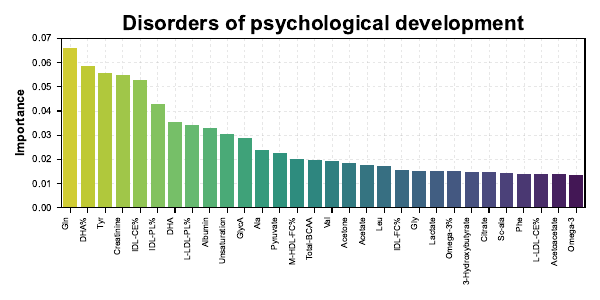 Disorders of psychological development
Importance
0.07
0.06
0.05
0.04
0.03
0.02
0.01
0.00
Gln
DHA%
Tyr
Creatinine
IDL-CE%
IDL-PL%
DHA
L-LDL-PL%
Albumin
Unsaturation
GlycA
Ala
Pyruvate
M-HDL-FC%
Total-BCAA
Val
Acetone
Acetate
Leu
IDL-FC%
Gly
Lactate
Omega-3%
3-Hydroxybutyrate
Citrate
Phe
L-LDL-CE%
Acetoacetate
Omega-3